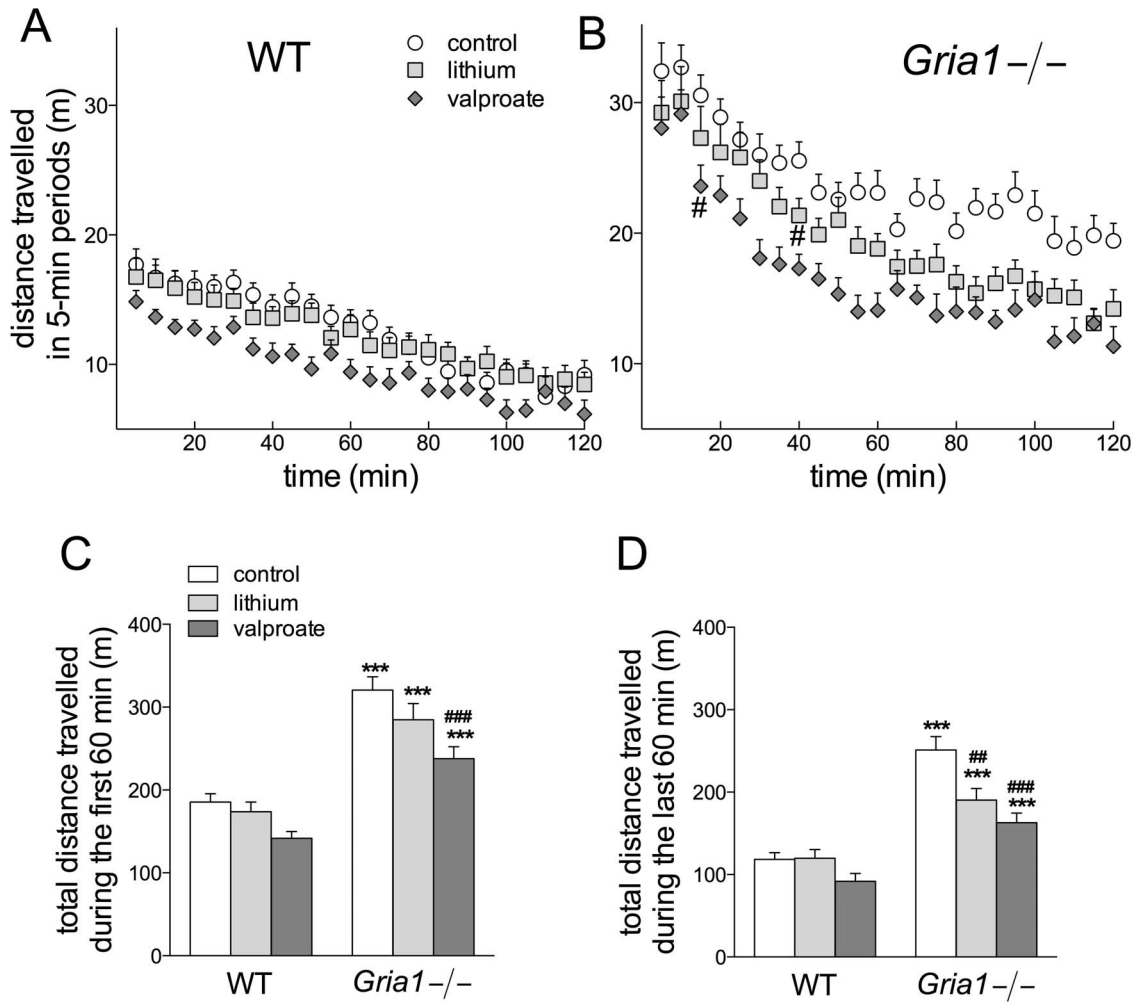 A
WT
control
lithium
valproate
distance travelled
in 5-min periods (m)
30
20
10
20 40 60 80 100 120
time (min)
B
Gria1 –/–
30
20
10
#
#
20 40 60 80 100 120
time (min)
C
control
lithium
valproate
total distance travelled
during the first 60 min (m)
400
300
200
100
0
***
***
###
***
WT
Gria1 –/–
D
total distance travelled
during the last 60 min (m)
400
300
200
100
0
***
##
***
###
***
WT
Gria1 –/–